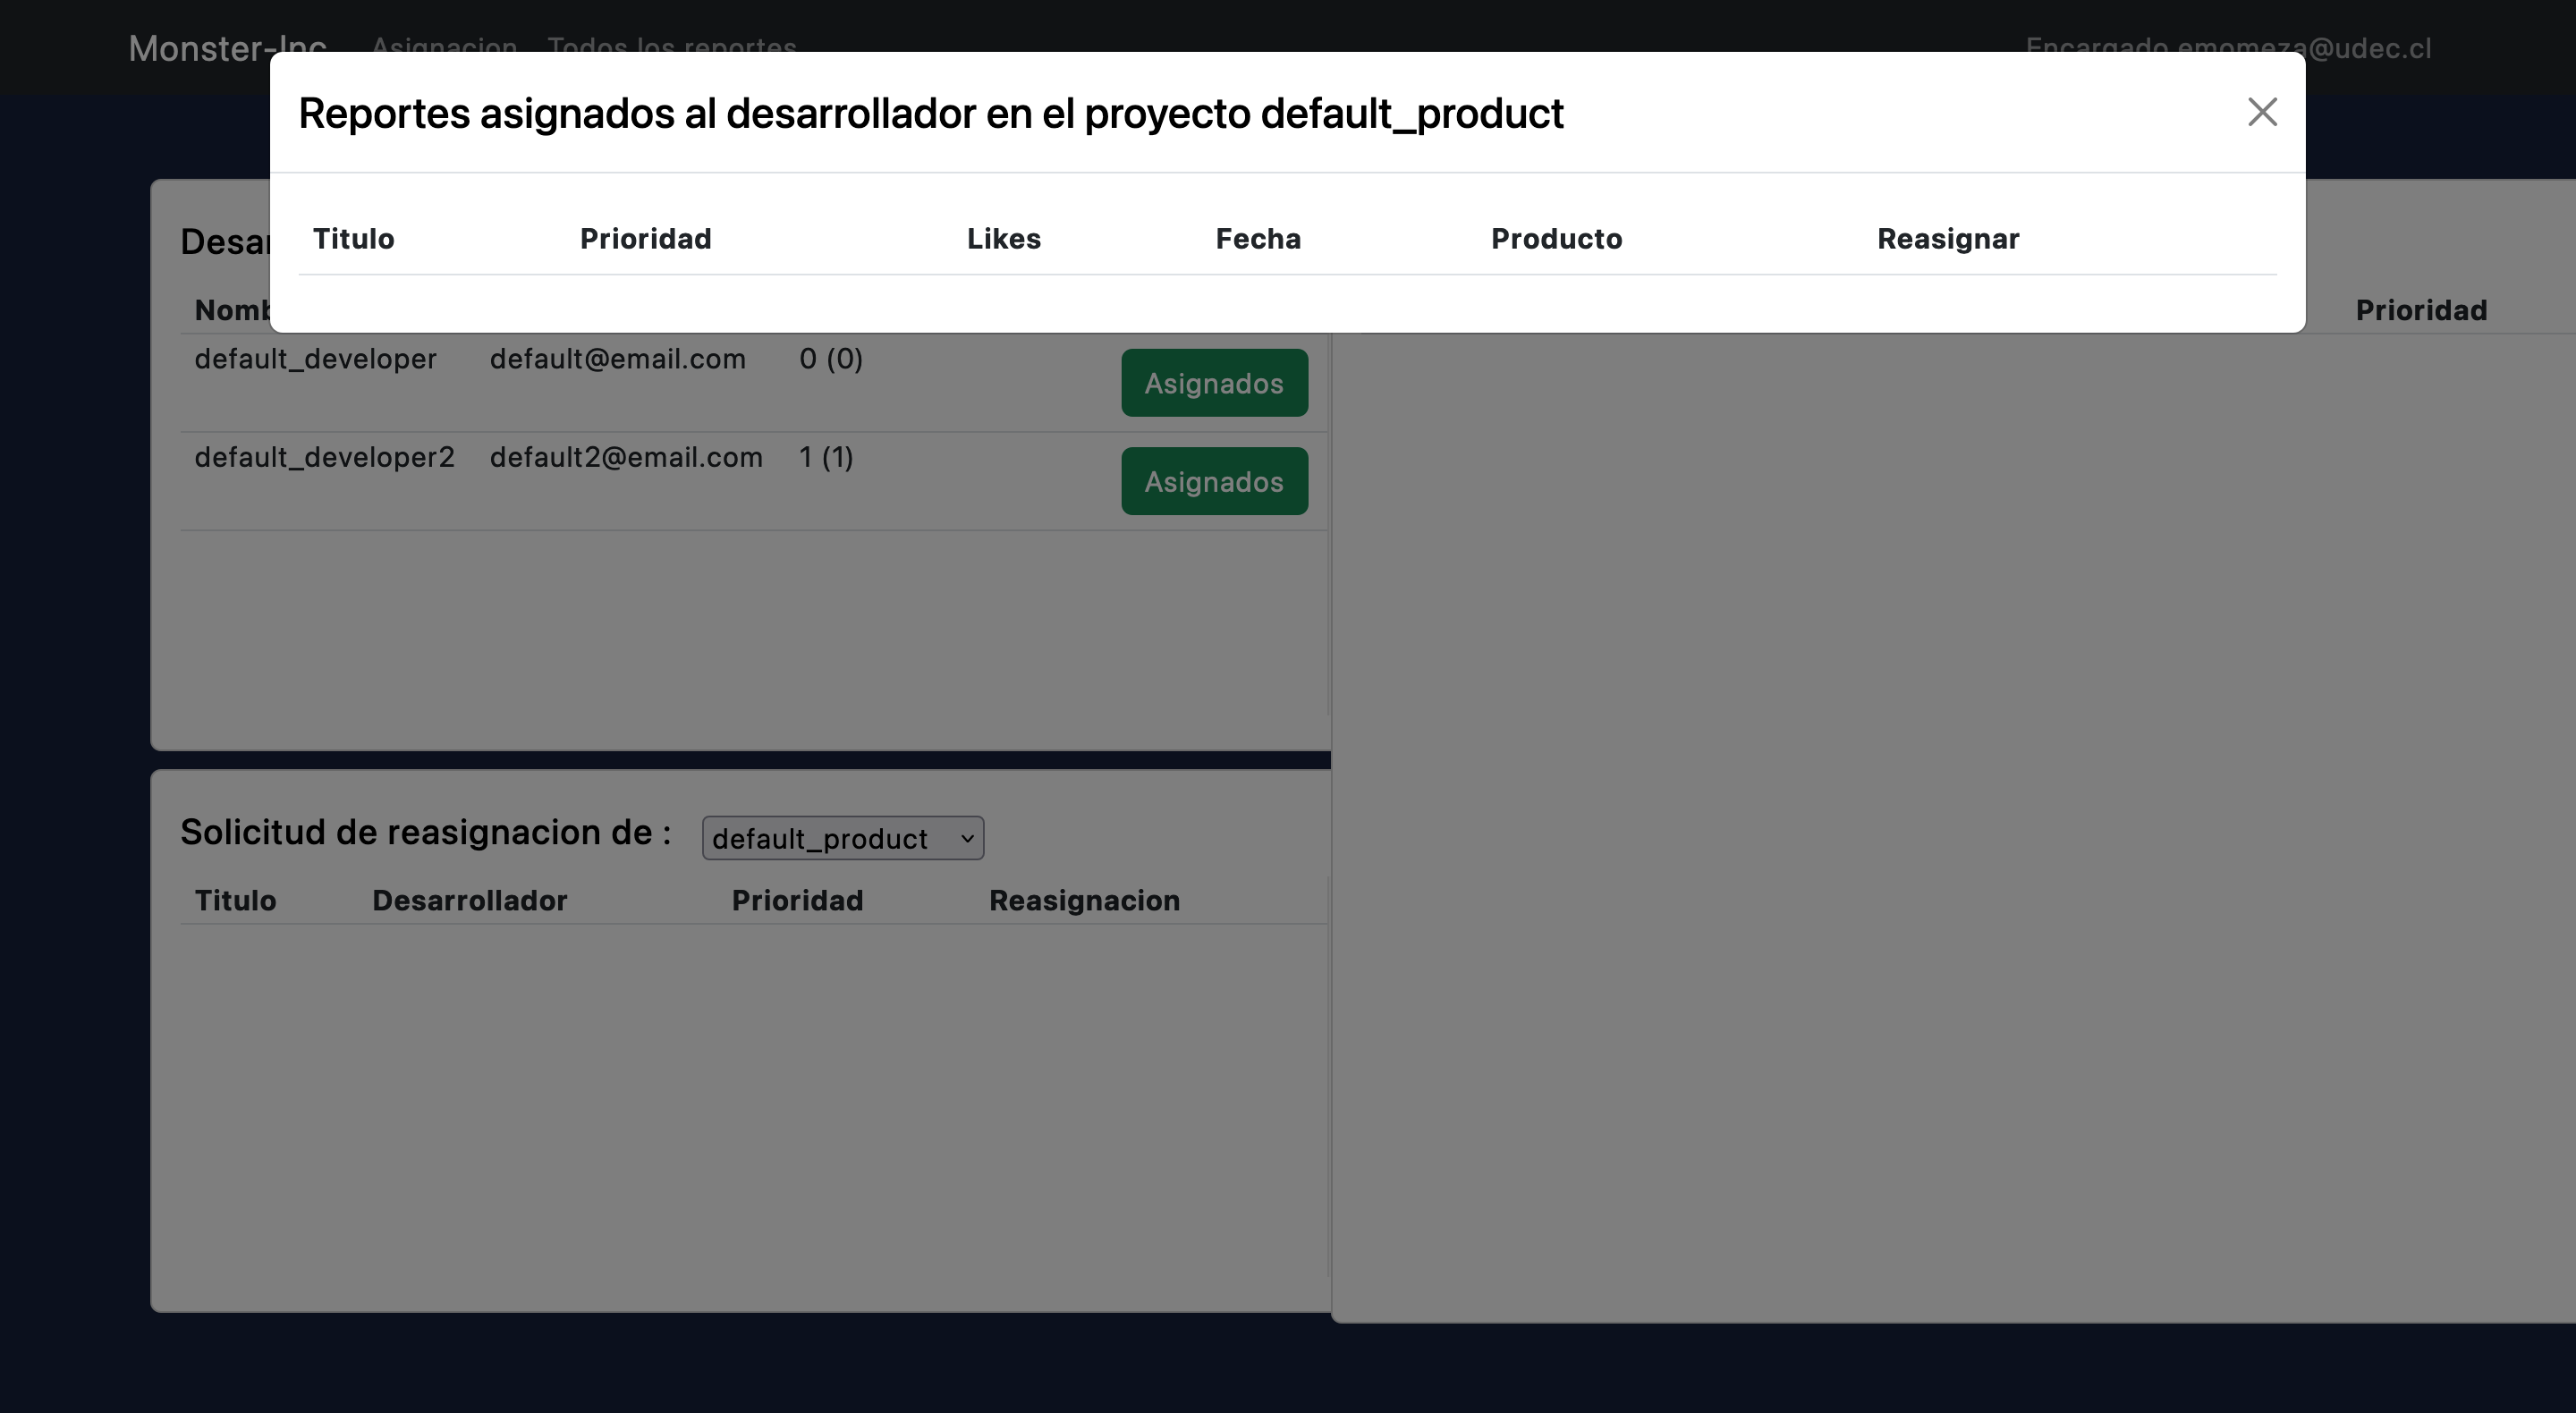 Monster-Inc Asignacion Todos los reportes Encargado emomeza@udec.cl
Reportes asignados al desarrollador en el proyecto default_product
Titulo Prioridad Likes Fecha Producto Reasignar
Desar
Nomb Prioridad
default_developer default@email.com 0 (0) Asignados
default_developer2 default2@email.com 1 (1) Asignados
Solicitud de reasignacion de : default_product
Titulo Desarrollador Prioridad Reasignacion